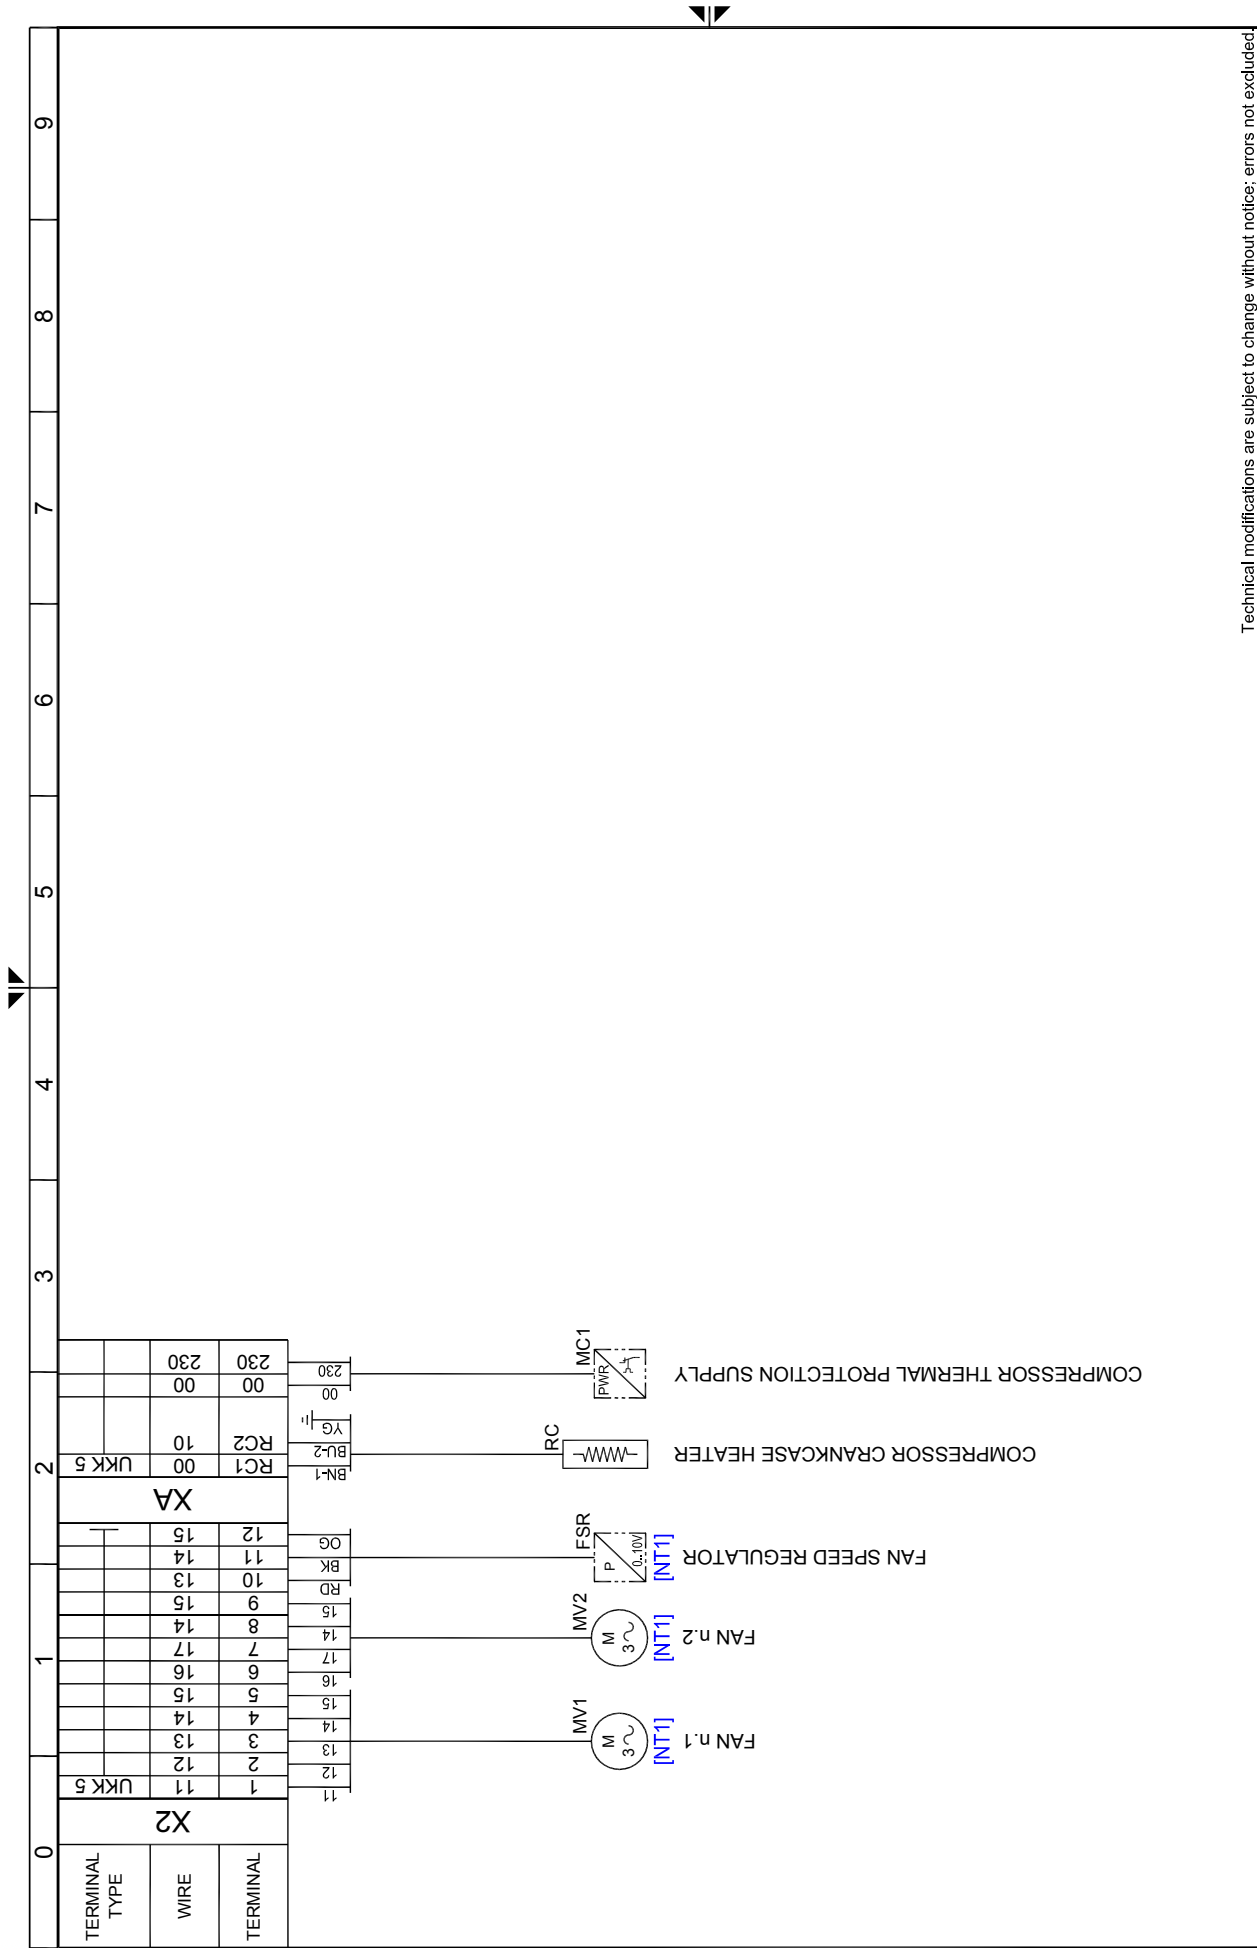 0 1 2 3 4 5 6 7 8 9
TERMINAL
TYPE
WIRE
TERMINAL
X2
UKK 5
11 12 13 14 15 16 17 14 15 13 14 15
1 2 3 4 5 6 7 8 9 10 11 12
XA
UKK 5
00 10 00 230
RC1 RC2 00 230
11 12 13 14 15
16 17 14 15
RD BK OG
BN-1 BU-2 YG
00 230
MV1
M
3
[NT1]
FAN n.1
MV2
M
3
[NT1]
FAN n.2
FSR
P
0..10V
[NT1]
FAN SPEED REGULATOR
RC
COMPRESSOR CRANKCASE HEATER
MC1
PWR
COMPRESSOR THERMAL PROTECTION SUPPLY
Technical modifications are subject to change without notice; errors not excluded.